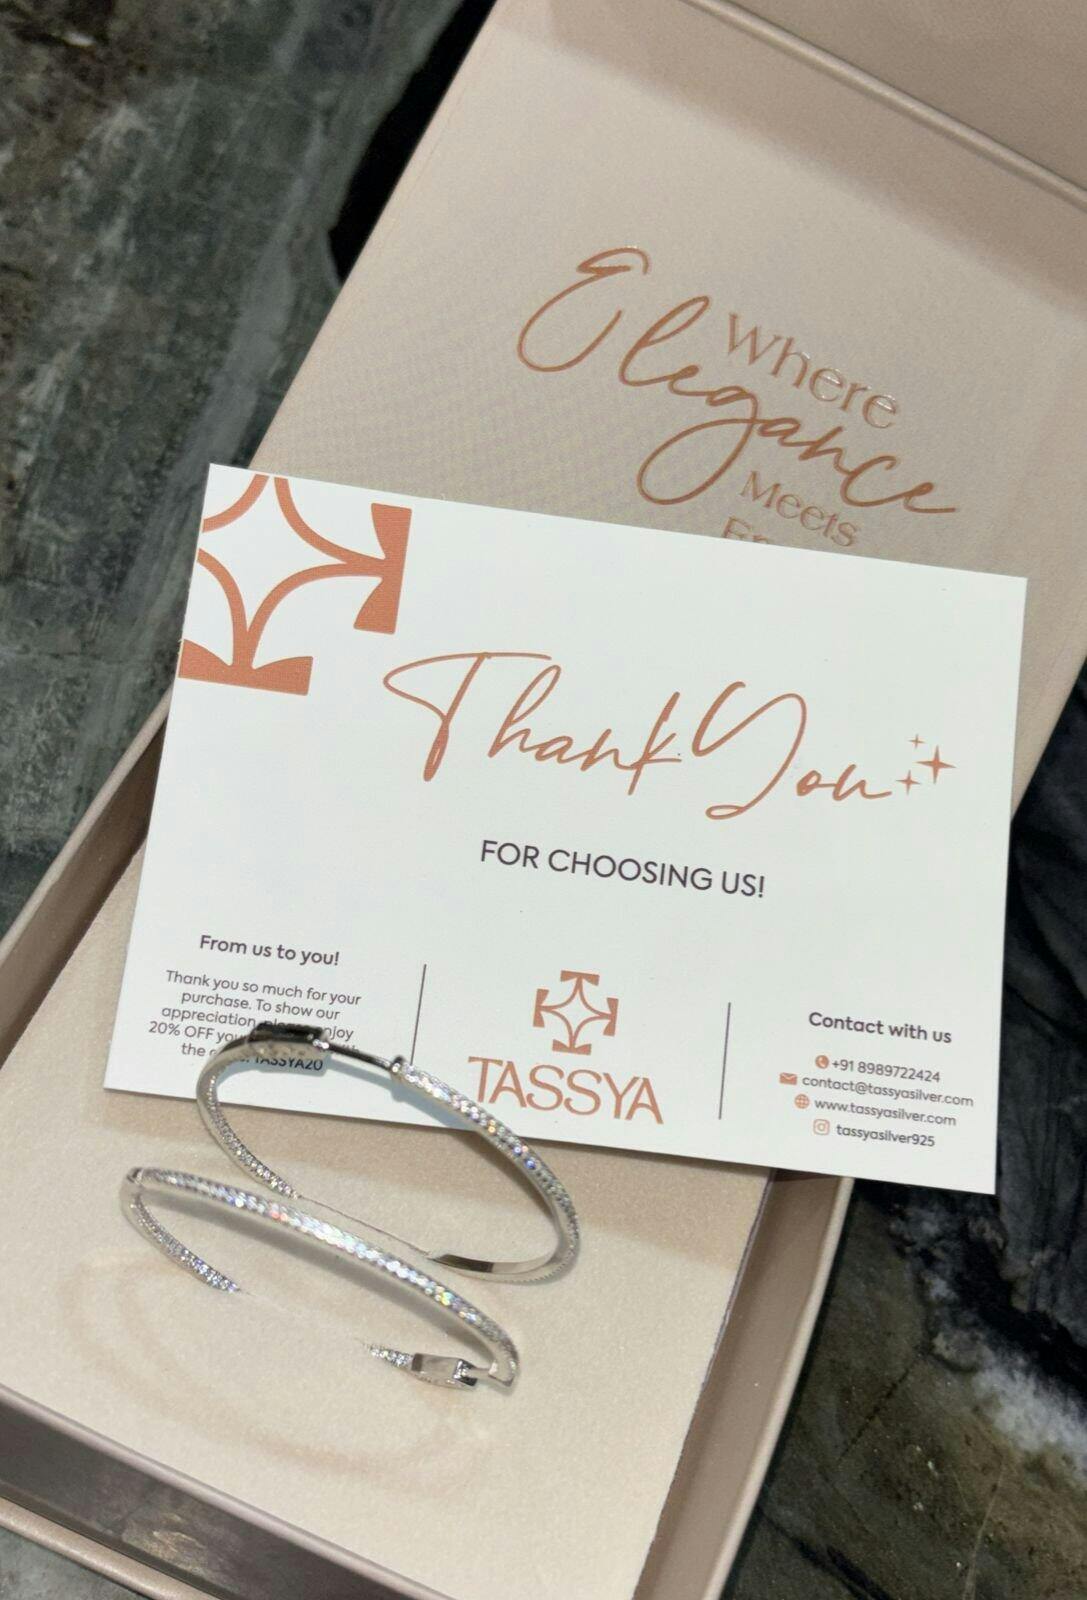 Where
Elegance
Meets
Thank You
FOR CHOOSING US!
From us to you!
Thank you so much for your
purchase. To show our
appreciation
20% OFF
the TASSYA20
TASSYA
Contact with us
+91 8989722424
contact@tassyasilver.com
www.tassyasilver.com
tassyasilver925